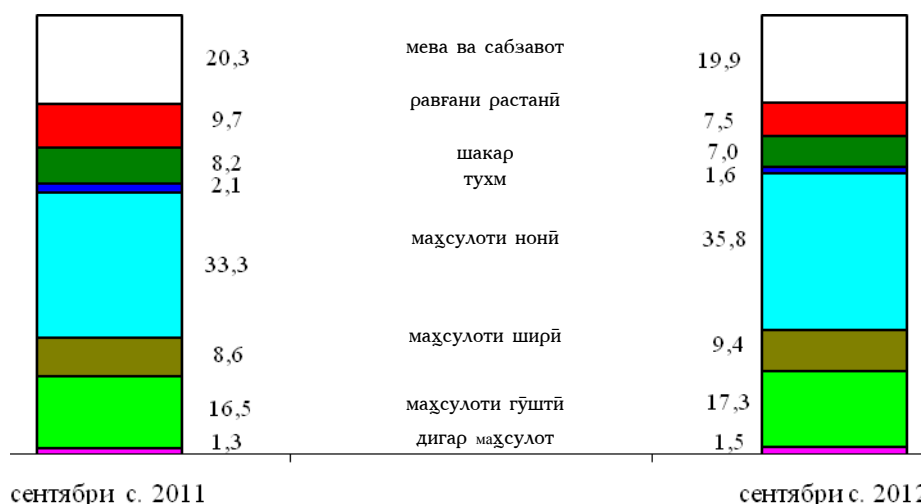 20,3 мева ва сабзавот 19,9
9,7 равғани растанӣ 7,5
8,2 шакар 7,0
2,1 тухм 1,6
33,3 маҳсулоти нонӣ 35,8
8,6 маҳсулоти ширӣ 9,4
16,5 маҳсулоти гӯштӣ 17,3
1,3 дигар маҳсулот 1,5
сентябри с. 2011 сентябри с. 2012